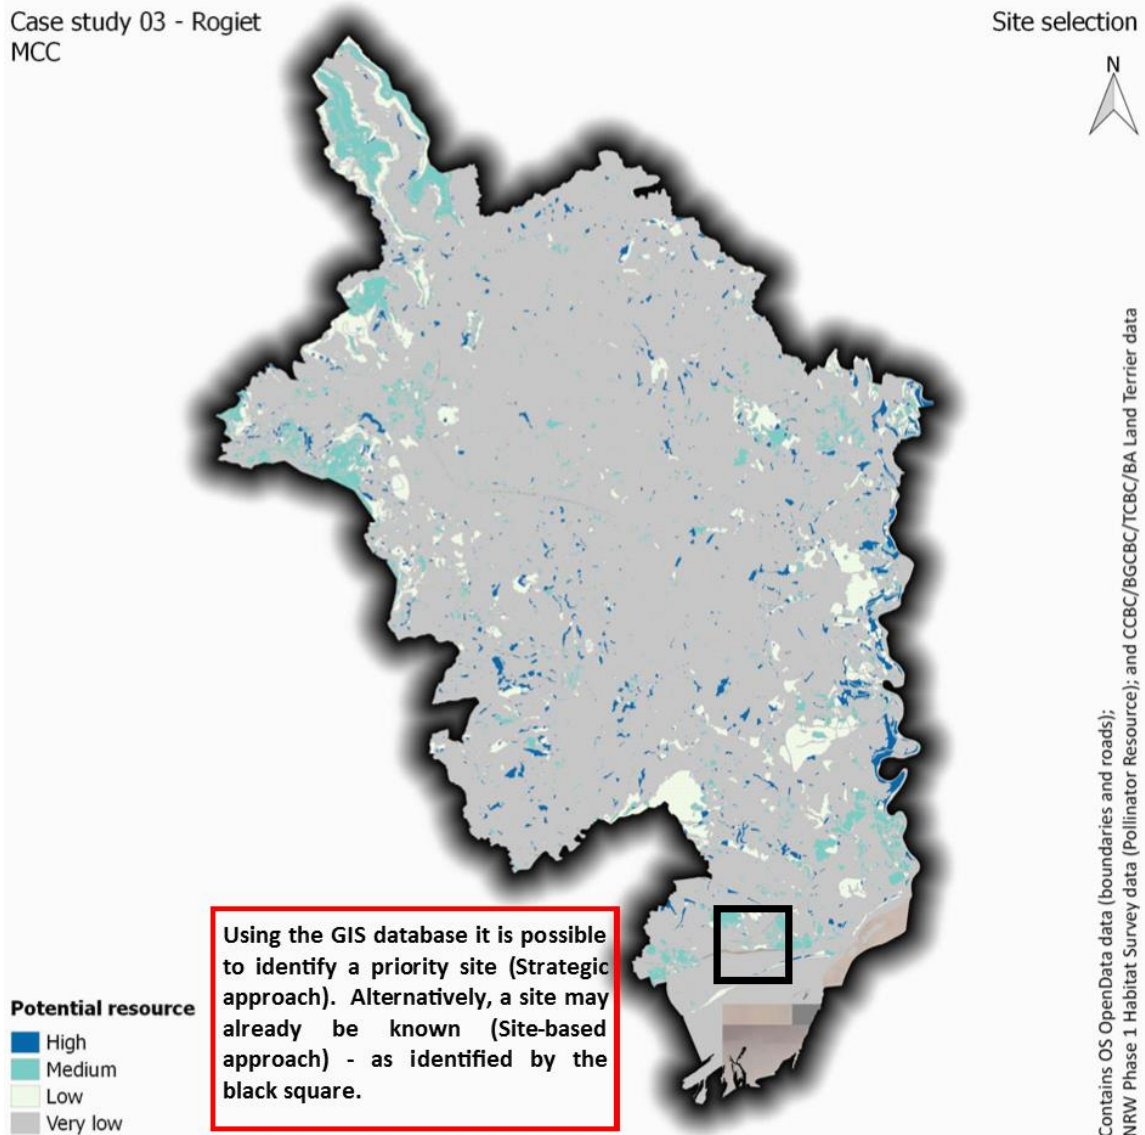 Case study 03 - Rogiet
MCC
Site selection
N
Using the GIS database it is possible
to identify a priority site (Strategic
approach). Alternatively, a site may
already be known (Site-based
approach) - as identified by the
black square.
Potential resource
High
Medium
Low
Very low
Contains OS OpenData data (boundaries and roads);
NRW Phase 1 Habitat Survey data (Pollinator Resource); and CCBC/BGCBC/TCBC/BA Land Terrier data